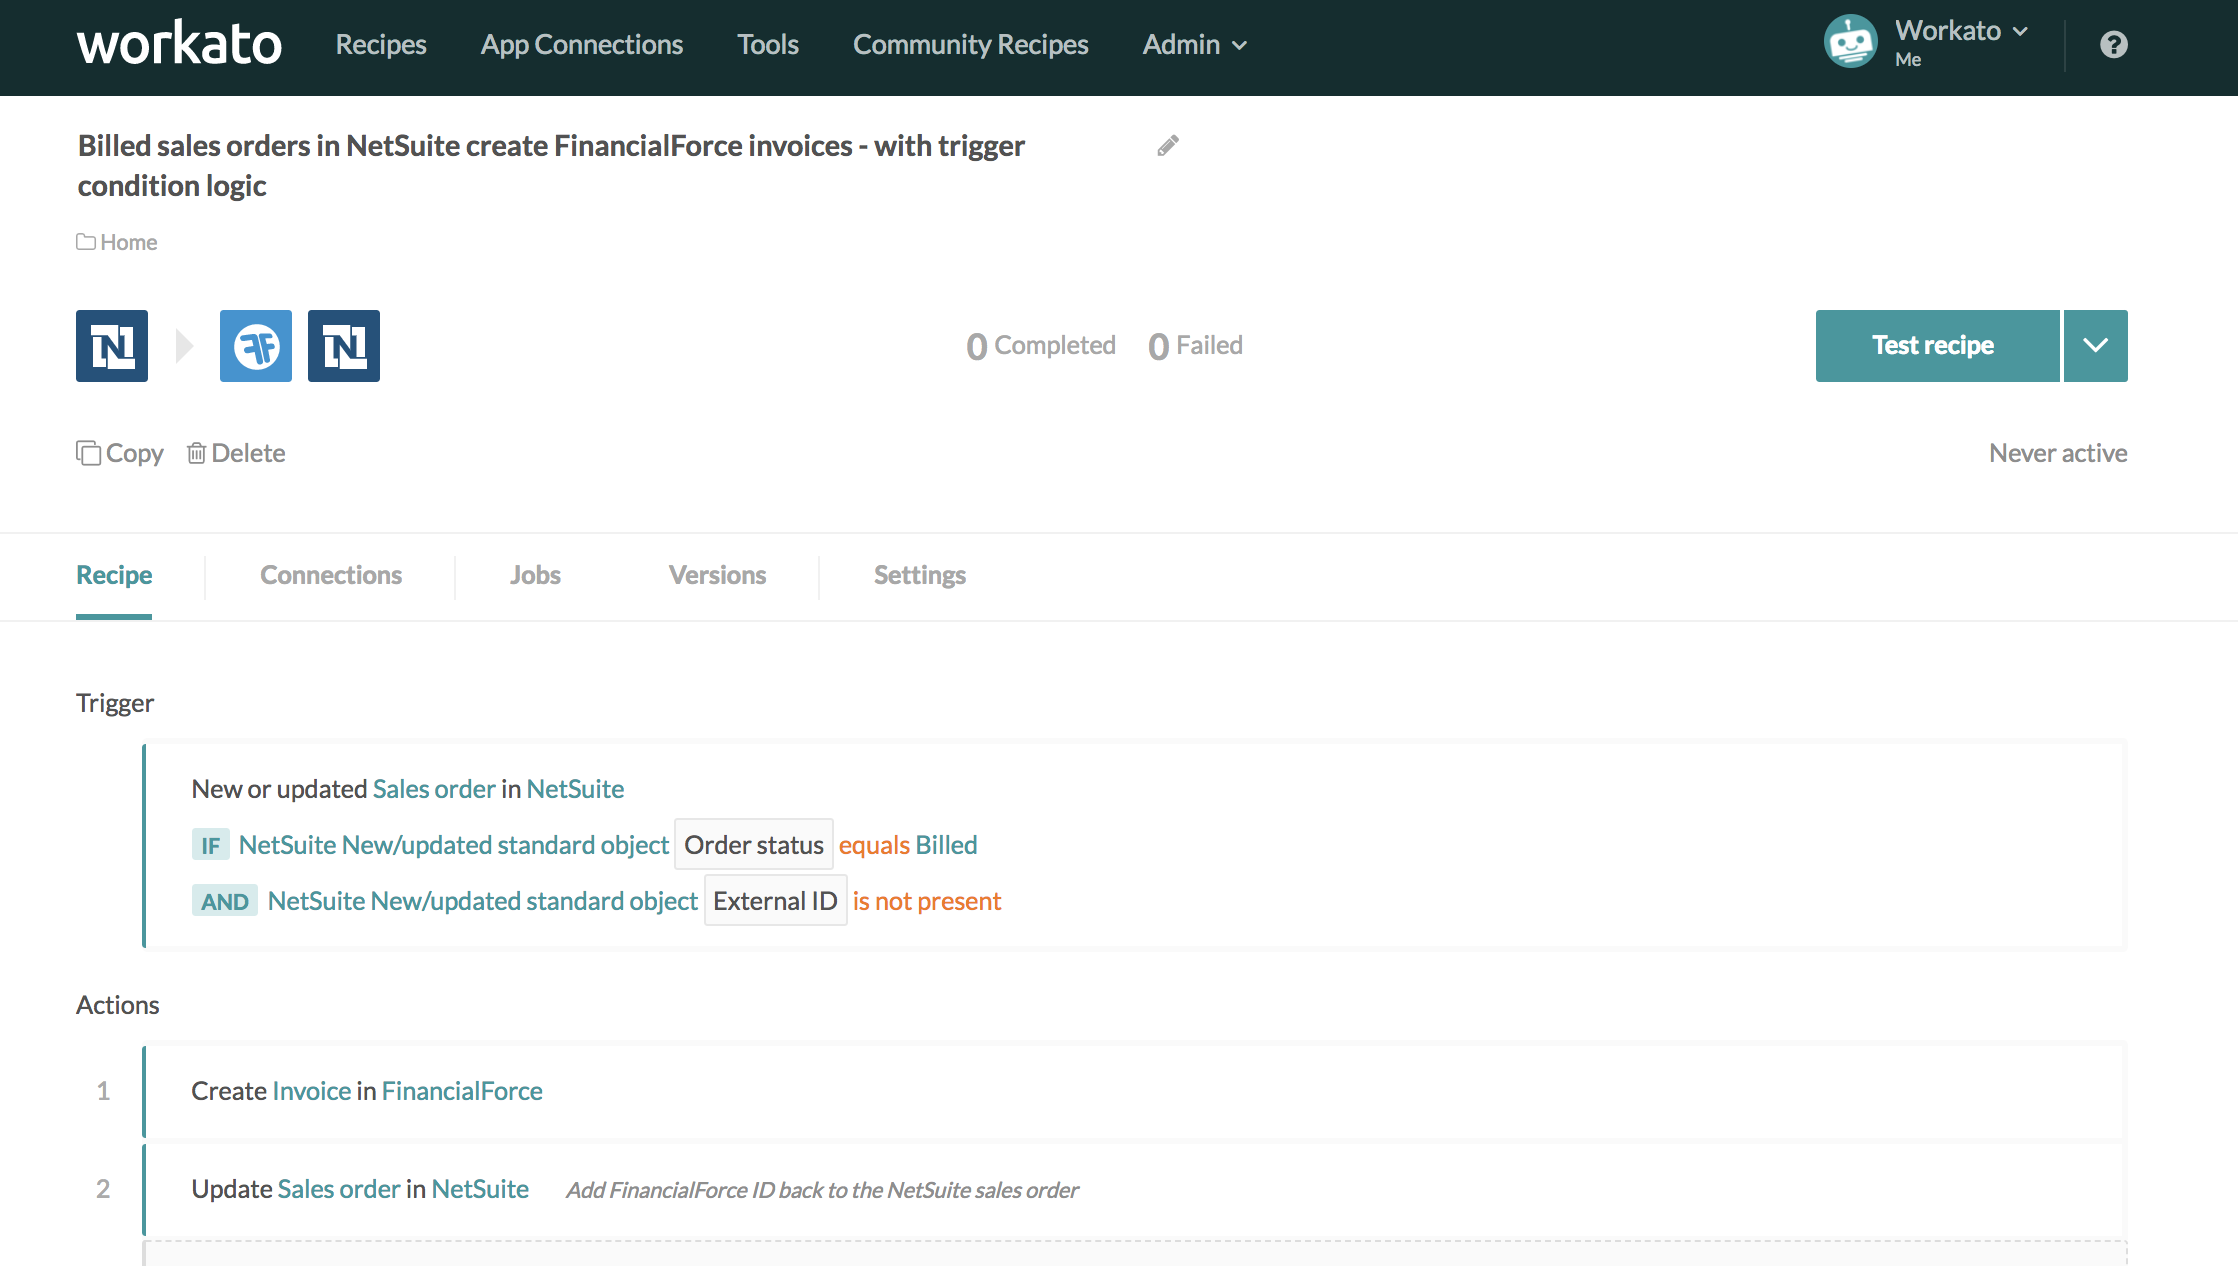 workato Recipes App Connections Tools Community Recipes Admin Workato
Me
?
Billed sales orders in NetSuite create FinancialForce invoices - with trigger
condition logic
Home
N FF N
0 Completed 0 Failed
Test recipe
Copy Delete
Never active
Recipe Connections Jobs Versions Settings
Trigger
New or updated Sales order in NetSuite
IF NetSuite New/updated standard object Order status equals Billed
AND NetSuite New/updated standard object External ID is not present
Actions
1 Create Invoice in FinancialForce
2 Update Sales order in NetSuite Add FinancialForce ID back to the NetSuite sales order